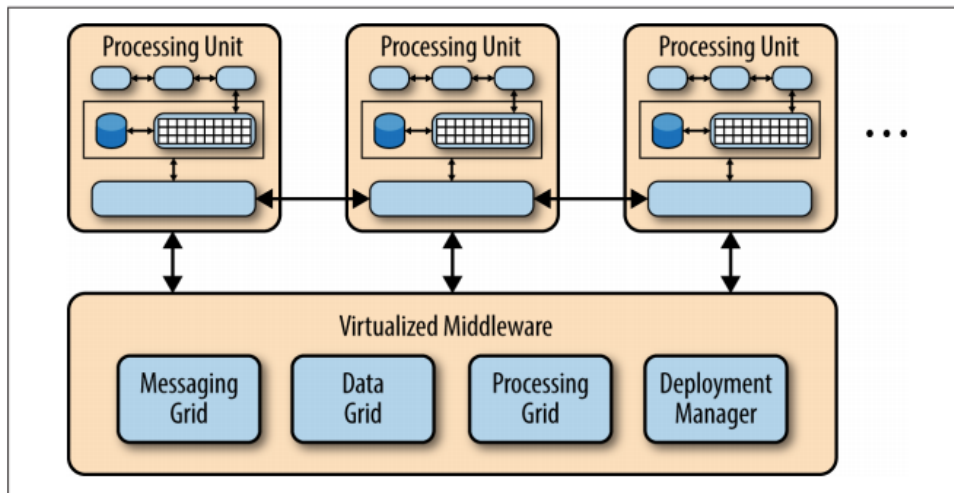 Processing Unit
Processing Unit
Processing Unit
...
Virtualized Middleware
Messaging
Grid
Data
Grid
Processing
Grid
Deployment
Manager